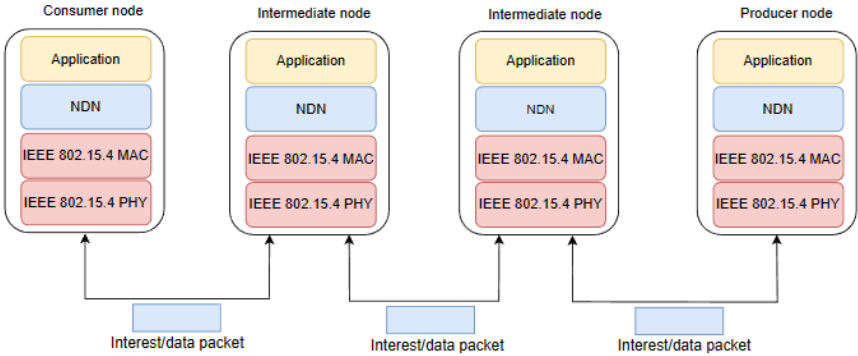 Consumer node
Intermediate node
Intermediate node
Producer node
Application
Application
Application
Application
NDN
NDN
NDN
NDN
IEEE 802.15.4 MAC
IEEE 802.15.4 MAC
IEEE 802.15.4 MAC
IEEE 802.15.4 MAC
IEEE 802.15.4 PHY
IEEE 802.15.4 PHY
IEEE 802.15.4 PHY
IEEE 802.15.4 PHY
Interest/data packet
Interest/data packet
Interest/data packet